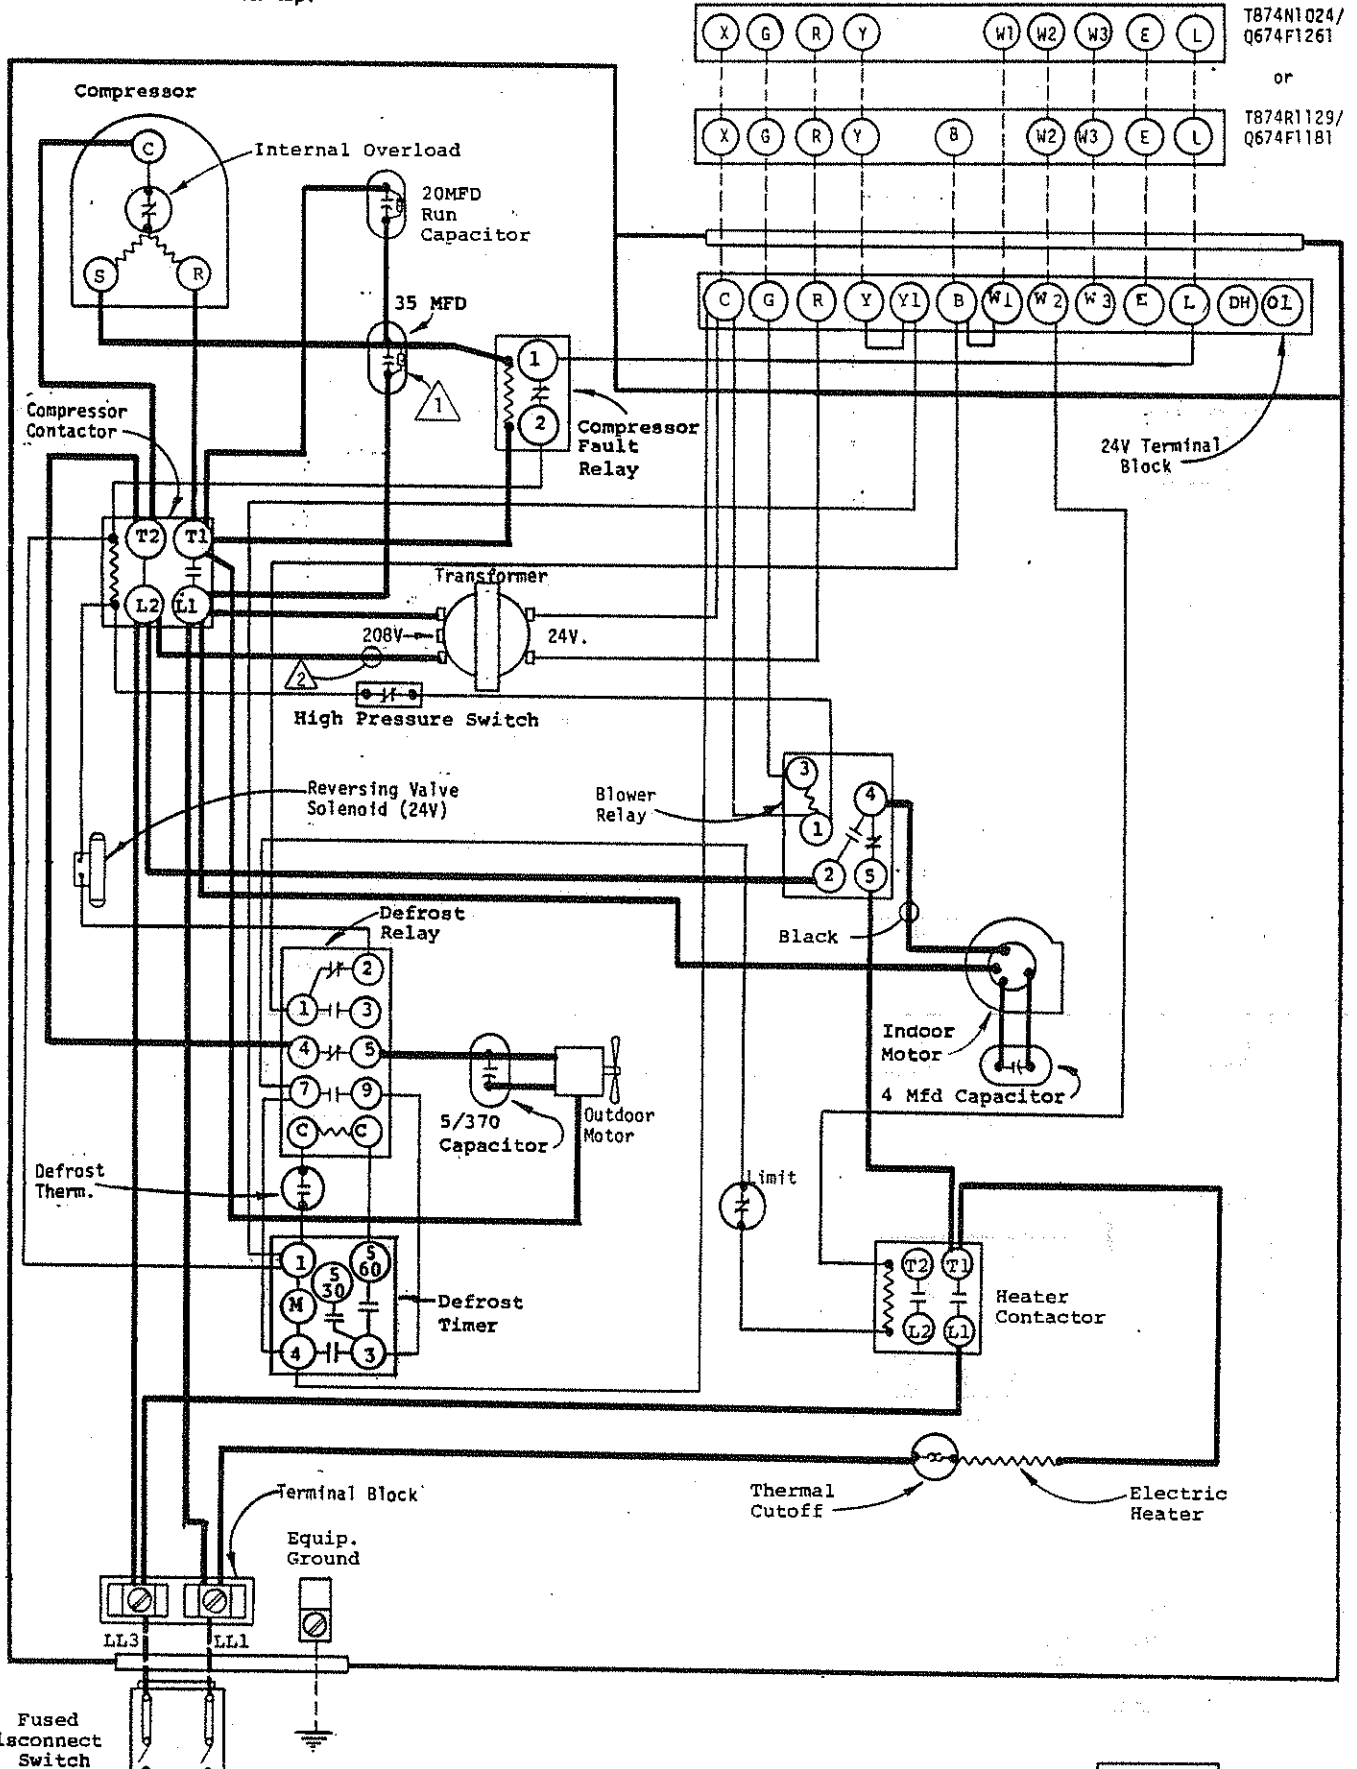 X G R Y W1 W2 W3 E L
T874N1024/
Q674F1261
or
X G R Y B W2 W3 E L
T874R1129/
Q674F1181
Compressor
C
Internal Overload
S R
20MFD
Run
Capacitor
35 MFD
1
C G R Y Y1 B W1 W2 W3 E L DH O1
24V Terminal
Block
1
2
Compressor
Fault
Relay
Compressor
Contactor
T2 T1
L2 L1
Transformer
208V
24V.
2
High Pressure Switch
Reversing Valve
Solenoid (24V)
Blower
Relay
3
4
1
2
5
Black
Defrost
Relay
2
1 3
4 5
7 9
C C
Indoor
Motor
4 Mfd Capacitor
5/370
Capacitor
Outdoor
Motor
Defrost
Therm.
Limit
1
S
30
S
60
M
4 3
Defrost
Timer
T2 T1
L2 L1
Heater
Contactor
Thermal
Cutoff
Electric
Heater
Terminal Block
Equip.
Ground
LL3 LL1
Fused
isconnect
Switch